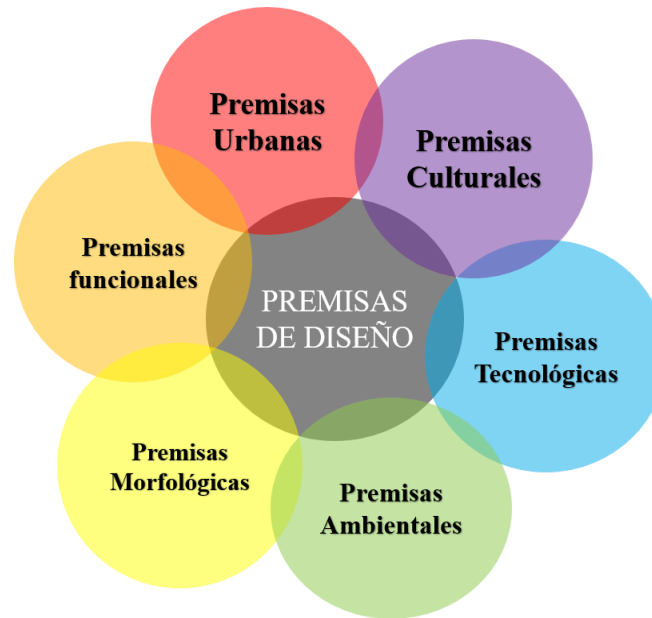 Premisas
Urbanas
Premisas
Culturales
Premisas
funcionales
PREMISAS
DE DISEÑO
Premisas
Tecnológicas
Premisas
Morfológicas
Premisas
Ambientales